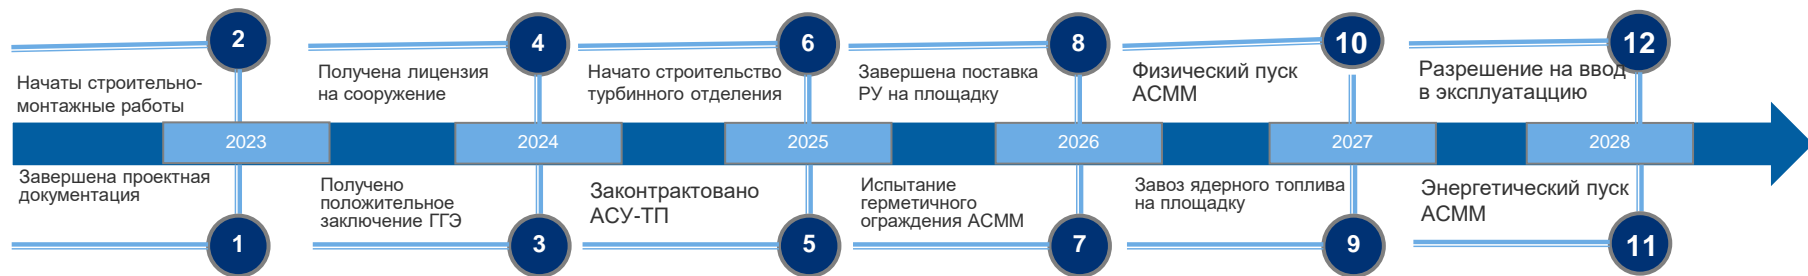 2
4
6
8
10
12
Начаты строительно-
монтажные работы
Получена лицензия
на сооружение
Начато строительство
турбинного отделения
Завершена поставка
РУ на площадку
Физический пуск
АСММ
Разрешение на ввод
в эксплуатаццию
2023
2024
2025
2026
2027
2028
Завершена проектная
документация
Получено
положительное
заключение ГГЭ
Законтрактовано
АСУ-ТП
Испытание
герметичного
ограждения АСММ
Завоз ядерного топлива
на площадку
Энергетический пуск
АСММ
1
3
5
7
9
11